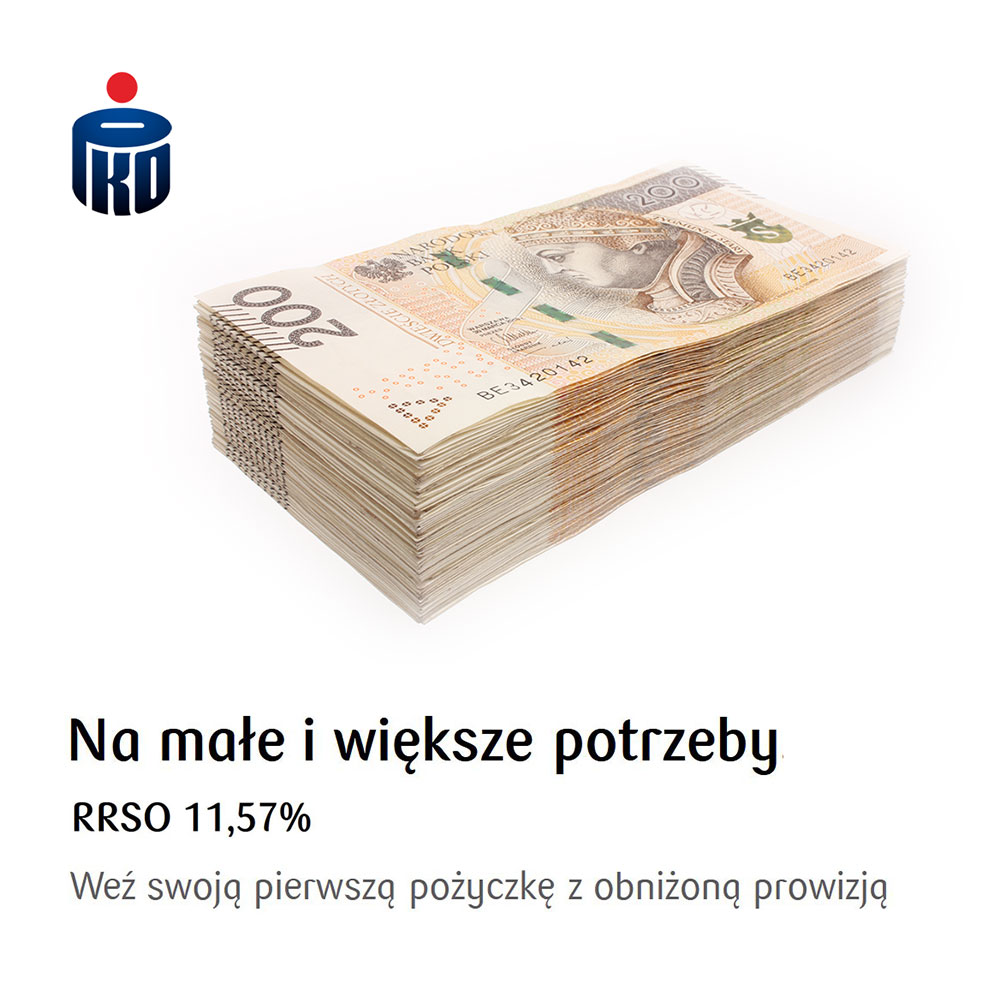 PKO
200
NARODOWY
BANK
POLSKI
200
DWIEŚCIE ZŁOTYCH
WARSZAWA
BE3420142
BE3420142
Na małe i większe potrzeby
RRSO 11,57%
Weź swoją pierwszą pożyczkę z obniżoną prowizją